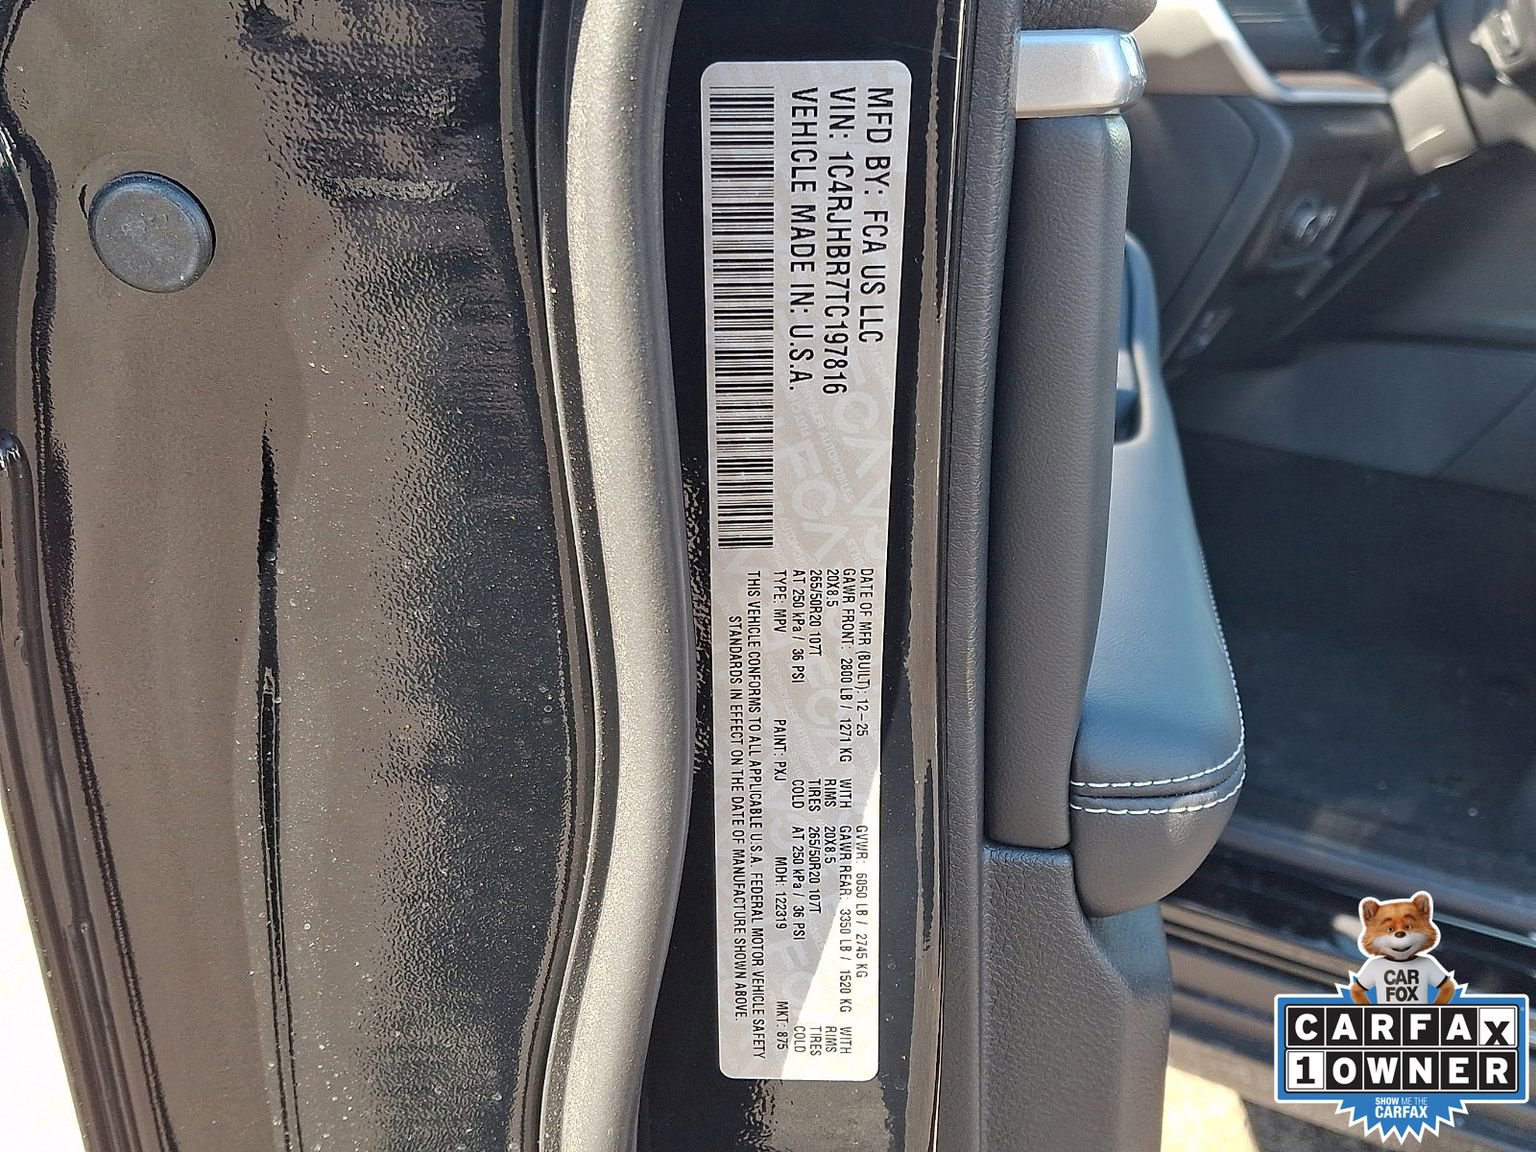 MFD BY: FCA US LLC
VIN: 1C4RJHBR7TC197816
VEHICLE MADE IN: U.S.A.
DATE OF MFR (BUILT): 12-25 GVWR: 6050 LB / 2745 KG
GAWR FRONT: 2800 LB / 1271 KG WITH GAWR REAR: 3350 LB / 1520 KG WITH
20X8.5 RIMS 20X8.5 RIMS
265/50R20 107T TIRES 265/50R20 107T TIRES
AT 250 kPa / 36 PSI COLD AT 250 kPa / 36 PSI COLD
TYPE: MPV PAINT: PXJ MDH: 122319 MKT: 875
THIS VEHICLE CONFORMS TO ALL APPLICABLE U.S.A. FEDERAL MOTOR VEHICLE SAFETY
STANDARDS IN EFFECT ON THE DATE OF MANUFACTURE SHOWN ABOVE.
CAR
FOX
CARFAX
1 OWNER
SHOW ME THE
CARFAX